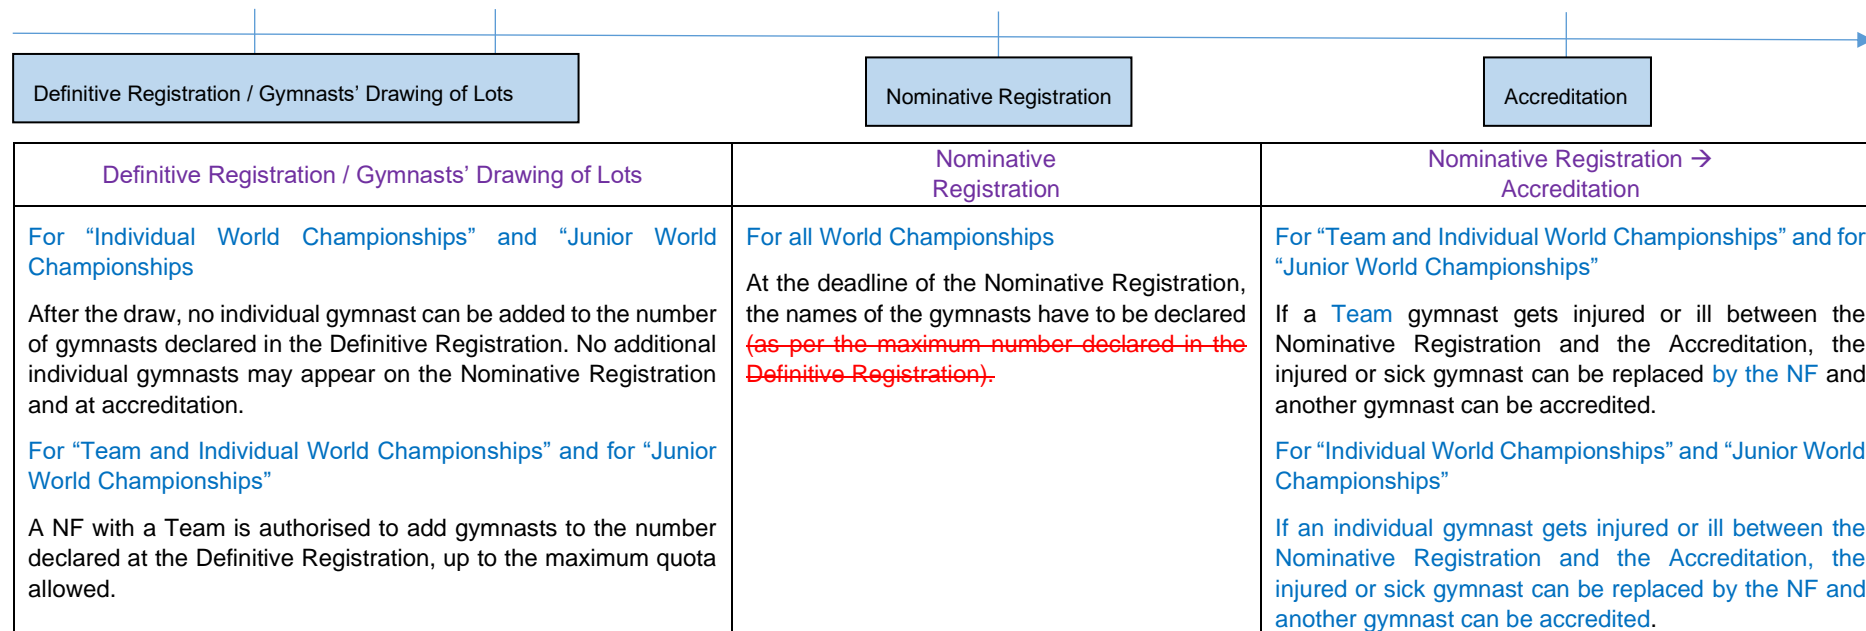 Definitive Registration / Gymnasts’ Drawing of Lots
Nominative Registration
Accreditation
Definitive Registration / Gymnasts’ Drawing of Lots
Nominative
Registration
Nominative Registration →
Accreditation
For “Individual World Championships” and “Junior World
Championships
After the draw, no individual gymnast can be added to the number
of gymnasts declared in the Definitive Registration. No additional
individual gymnasts may appear on the Nominative Registration
and at accreditation.
For “Team and Individual World Championships” and for “Junior
World Championships”
A NF with a Team is authorised to add gymnasts to the number
declared at the Definitive Registration, up to the maximum quota
allowed.
For all World Championships
At the deadline of the Nominative Registration,
the names of the gymnasts have to be declared
(as per the maximum number declared in the
Definitive Registration).
For “Team and Individual World Championships” and for
“Junior World Championships”
If a Team gymnast gets injured or ill between the
Nominative Registration and the Accreditation, the
injured or sick gymnast can be replaced by the NF and
another gymnast can be accredited.
For “Individual World Championships” and “Junior World
Championships”
If an individual gymnast gets injured or ill between the
Nominative Registration and the Accreditation, the
injured or sick gymnast can be replaced by the NF and
another gymnast can be accredited.